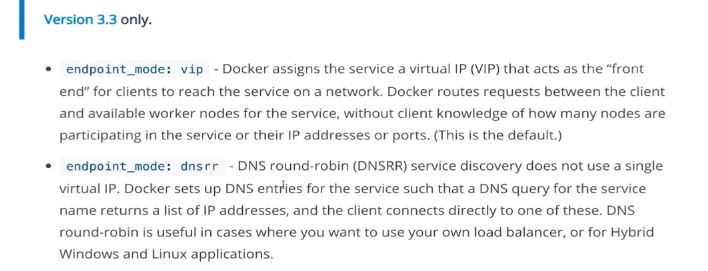 Version 3.3 only.
• endpoint_mode: vip - Docker assigns the service a virtual IP (VIP) that acts as the “front
end” for clients to reach the service on a network. Docker routes requests between the client
and available worker nodes for the service, without client knowledge of how many nodes are
participating in the service or their IP addresses or ports. (This is the default.)
• endpoint_mode: dnsrr - DNS round-robin (DNSRR) service discovery does not use a single
virtual IP. Docker sets up DNS entries for the service such that a DNS query for the service
name returns a list of IP addresses, and the client connects directly to one of these. DNS
round-robin is useful in cases where you want to use your own load balancer, or for Hybrid
Windows and Linux applications.